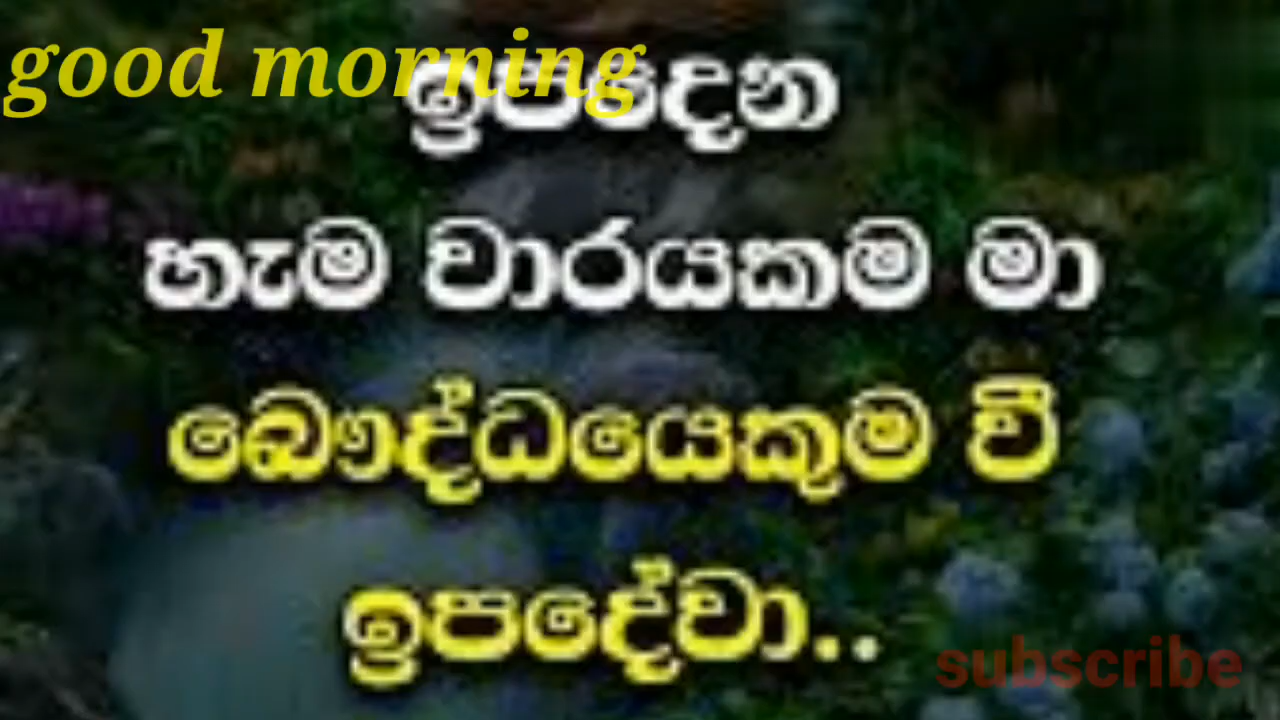 good morning
ඉපදෙන
හැම වාරයකම මා
බෞද්ධයෙකුම වී
ඉපදේවා..
subscribe